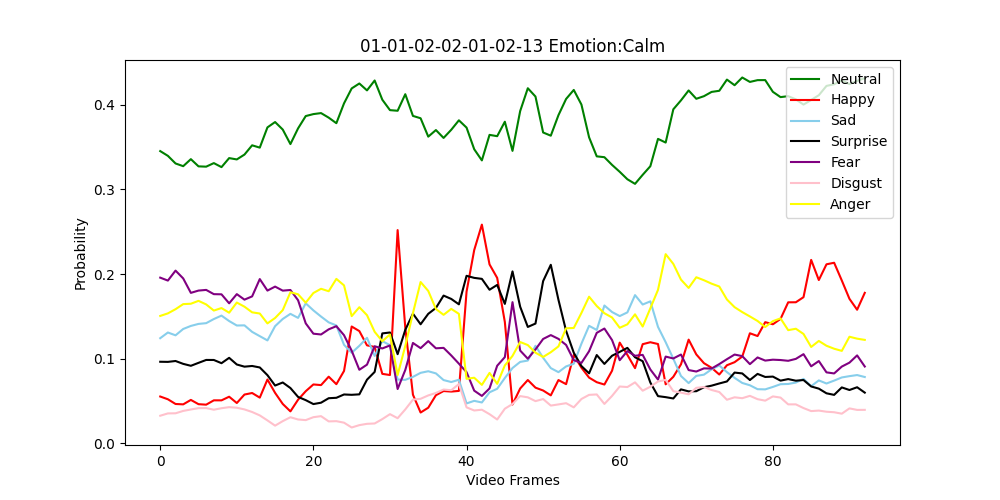 01-01-02-02-01-02-13 Emotion:Calm
Probability
0.4
0.3
0.2
0.1
0.0
0
20
40
60
80
Video Frames
Neutral
Happy
Sad
Surprise
Fear
Disgust
Anger